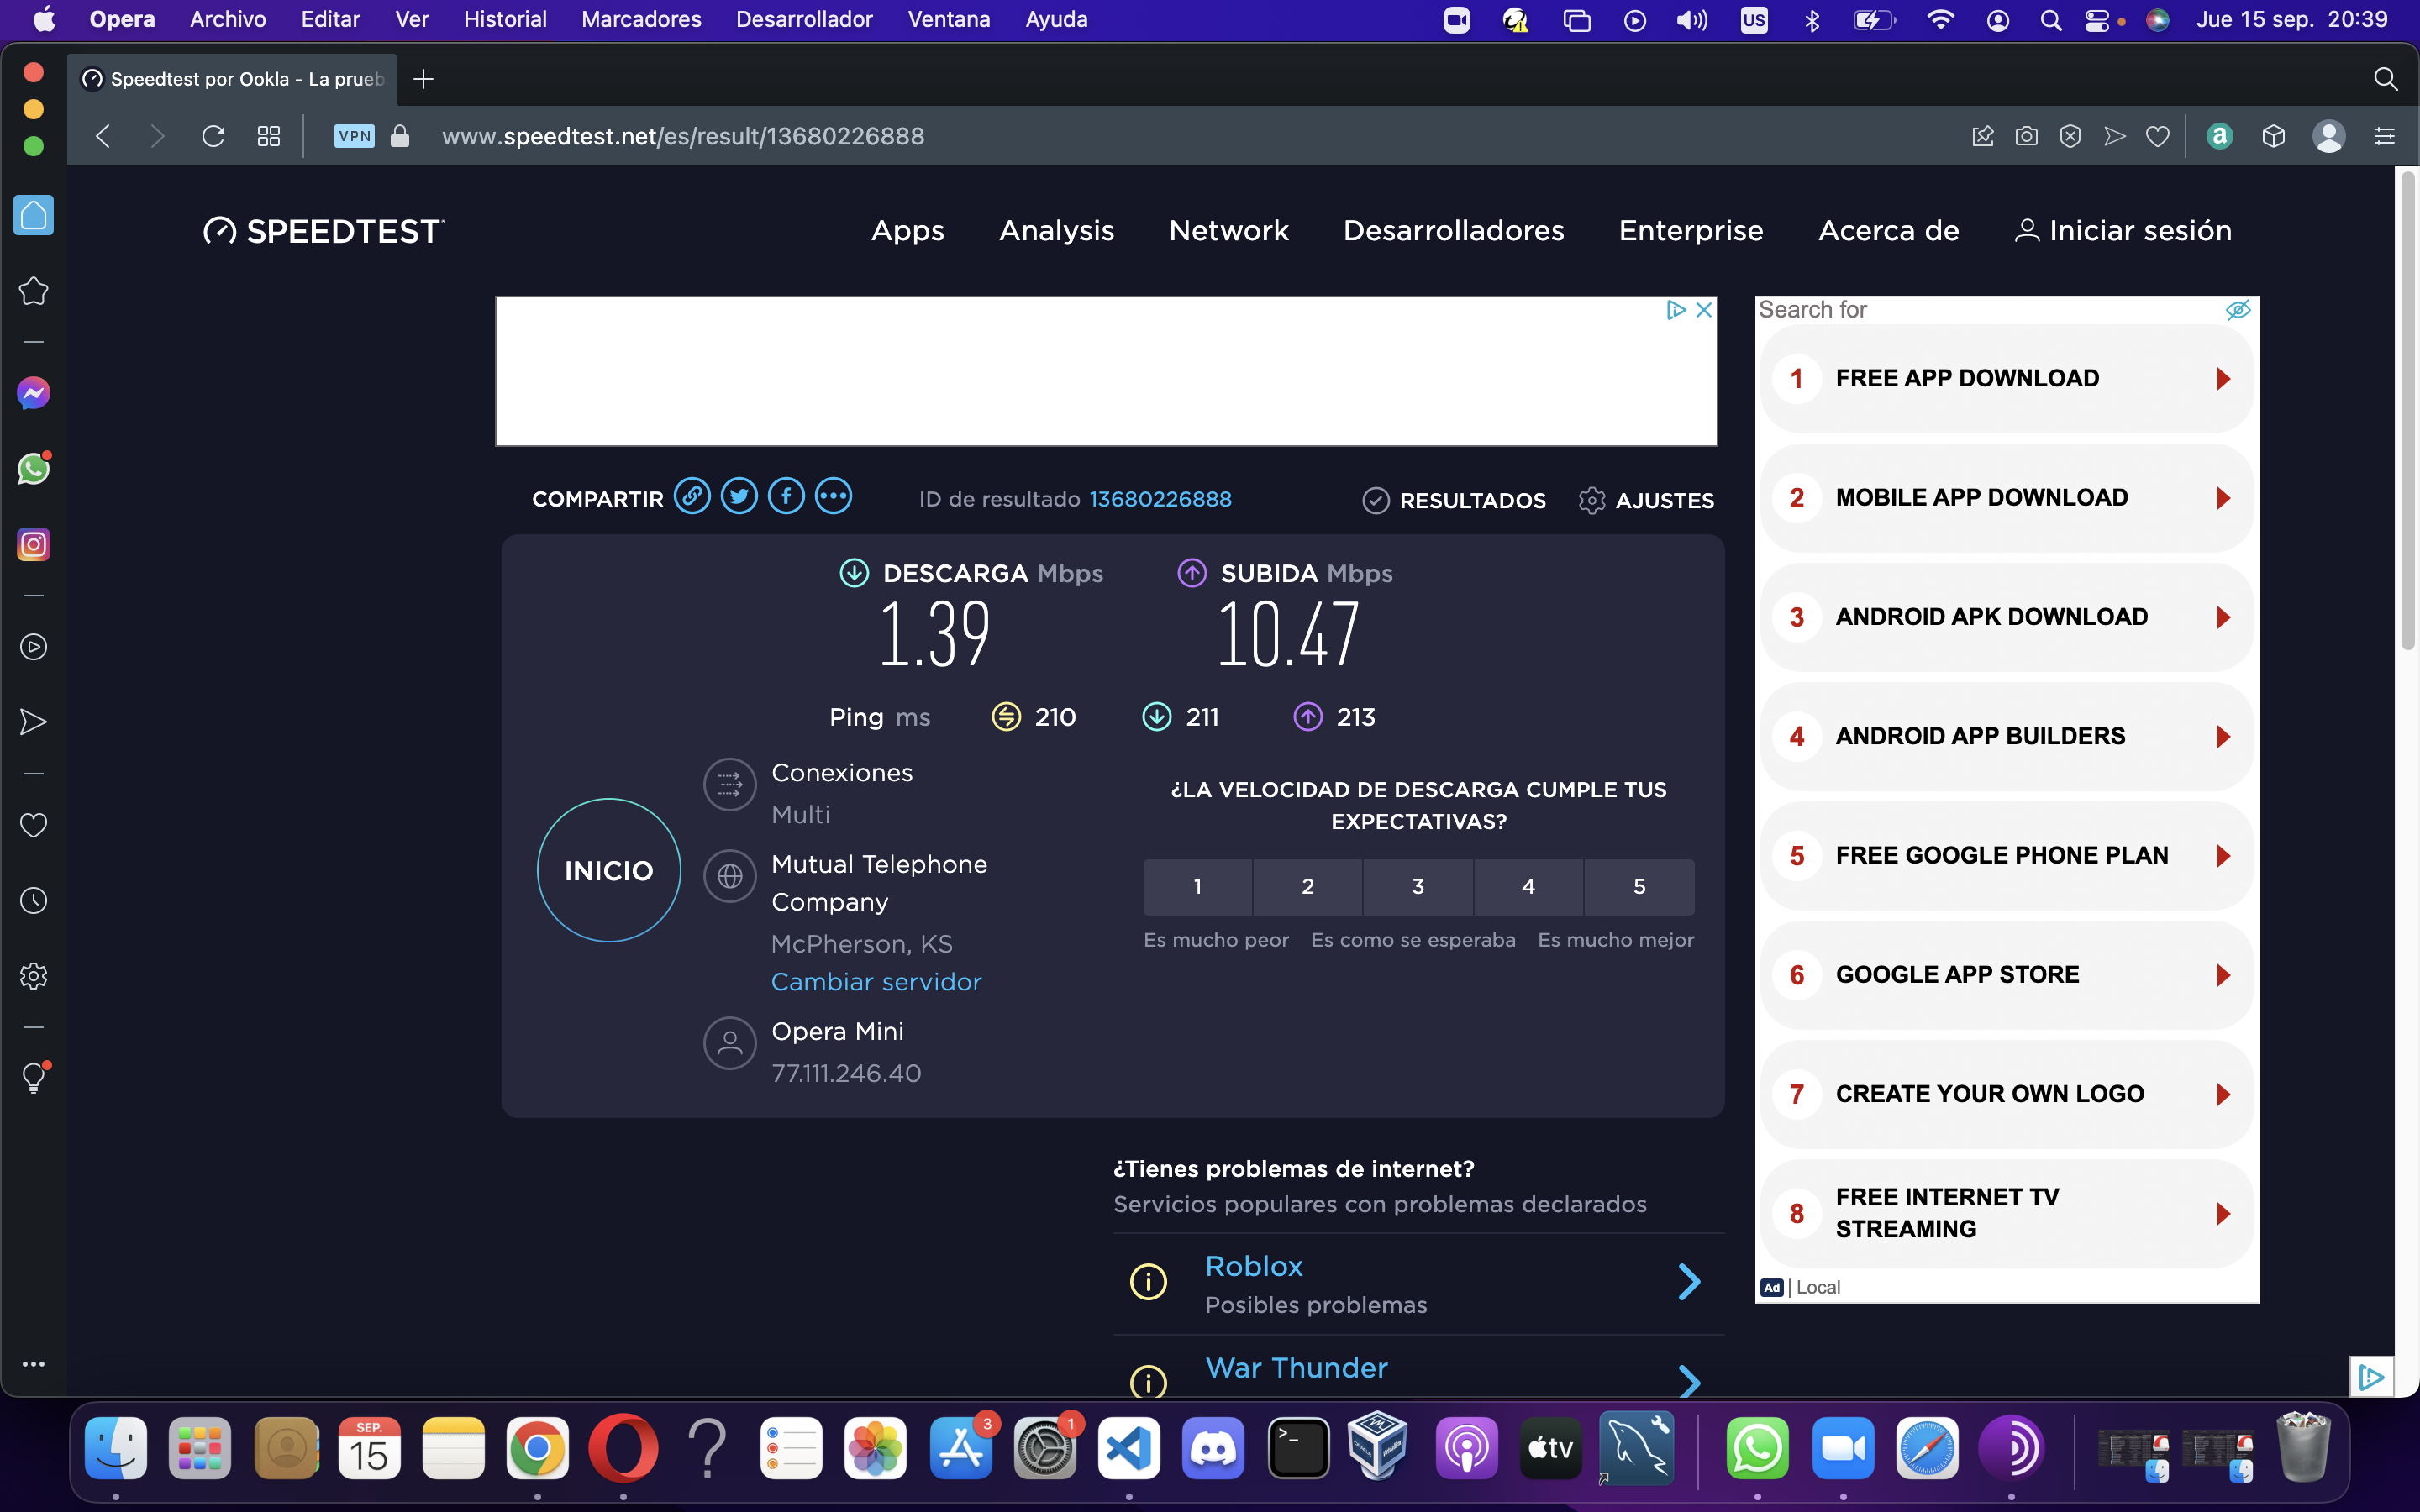 Opera Archivo Editar Ver Historial Marcadores Desarrollador Ventana Ayuda US Jue 15 sep. 20:39
Speedtest por Ookla - La prueb
VPN www.speedtest.net/es/result/13680226888
a
SPEEDTEST Apps Analysis Network Desarrolladores Enterprise Acerca de Iniciar sesión
COMPARTIR ID de resultado 13680226888 RESULTADOS AJUSTES
DESCARGA Mbps SUBIDA Mbps
1.39 10.47
Ping ms 210 211 213
Conexiones
Multi
INICIO
Mutual Telephone
Company
McPherson, KS
Cambiar servidor
Opera Mini
77.111.246.40
¿LA VELOCIDAD DE DESCARGA CUMPLE TUS
EXPECTATIVAS?
1 2 3 4 5
Es mucho peor Es como se esperaba Es mucho mejor
¿Tienes problemas de internet?
Servicios populares con problemas declarados
Roblox
Posibles problemas
War Thunder
Search for
1 FREE APP DOWNLOAD
2 MOBILE APP DOWNLOAD
3 ANDROID APK DOWNLOAD
4 ANDROID APP BUILDERS
5 FREE GOOGLE PHONE PLAN
6 GOOGLE APP STORE
7 CREATE YOUR OWN LOGO
8 FREE INTERNET TV
STREAMING
Ad | Local
SEP.
15
3
1
tv